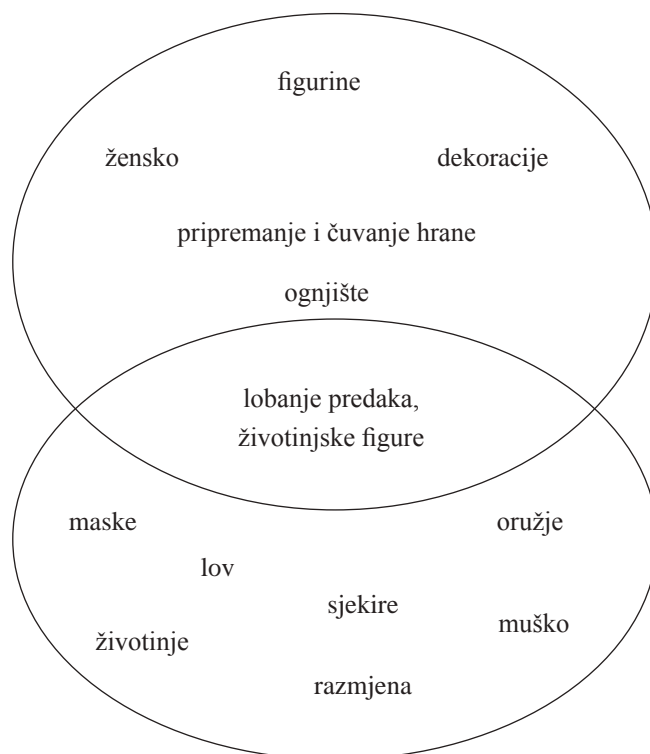 figurine
žensko
dekoracije
pripremanje i čuvanje hrane
ognjište
lobanje predaka,
životinjske figure
maske
oružje
lov
sjekire
muško
životinje
razmjena